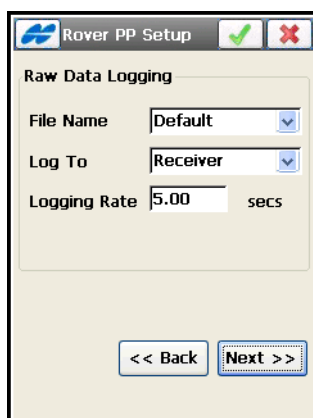 Rover PP Setup
Raw Data Logging
File Name Default
Log To Receiver
Logging Rate 5.00 secs
<< Back Next >>